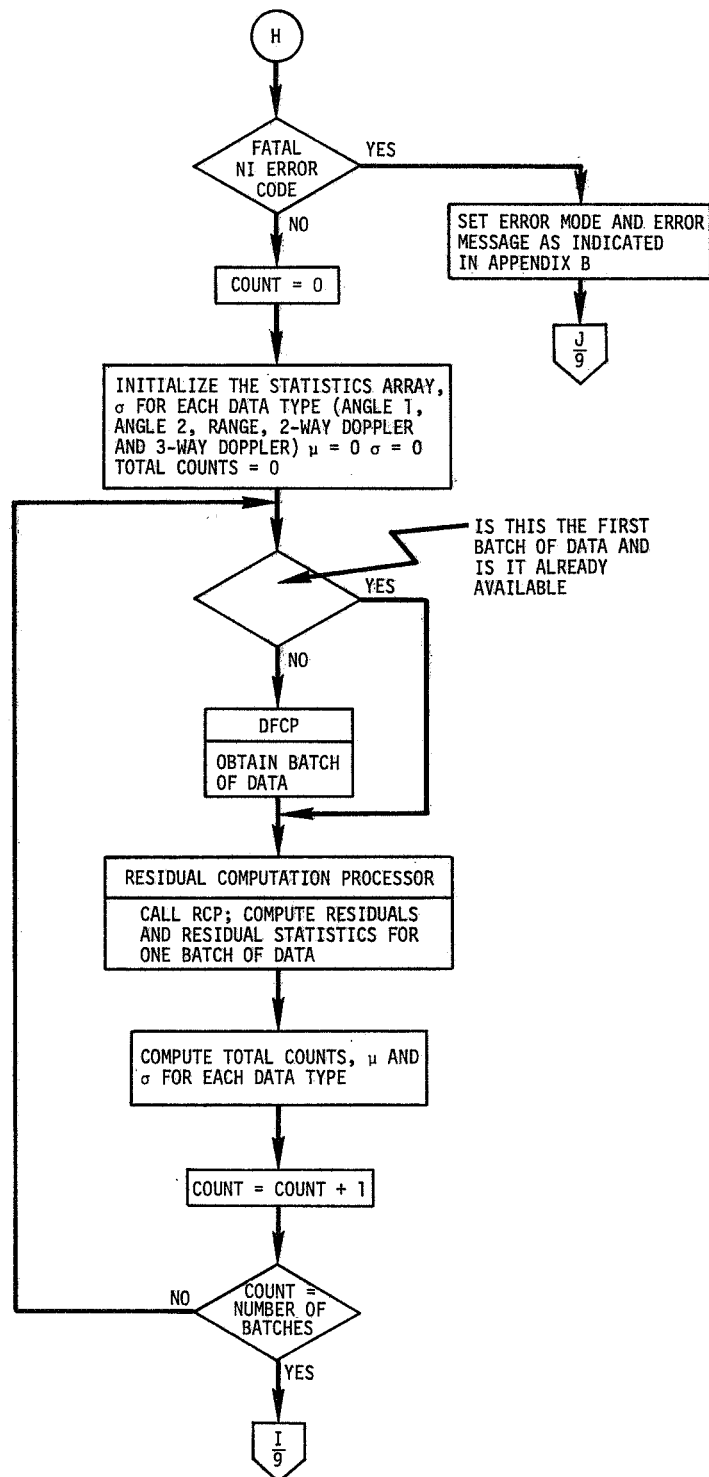 H
FATAL
NI ERROR
CODE
YES
NO
SET ERROR MODE AND ERROR
MESSAGE AS INDICATED
IN APPENDIX B
J
9
COUNT = 0
INITIALIZE THE STATISTICS ARRAY,
σ FOR EACH DATA TYPE (ANGLE 1,
ANGLE 2, RANGE, 2-WAY DOPPLER
AND 3-WAY DOPPLER) μ = 0 σ = 0
TOTAL COUNTS = 0
IS THIS THE FIRST
BATCH OF DATA AND
IS IT ALREADY
AVAILABLE
YES
NO
DFCP
OBTAIN BATCH
OF DATA
RESIDUAL COMPUTATION PROCESSOR
CALL RCP; COMPUTE RESIDUALS
AND RESIDUAL STATISTICS FOR
ONE BATCH OF DATA
COMPUTE TOTAL COUNTS, μ AND
σ FOR EACH DATA TYPE
COUNT = COUNT + 1
NO
COUNT =
NUMBER OF
BATCHES
YES
I
9